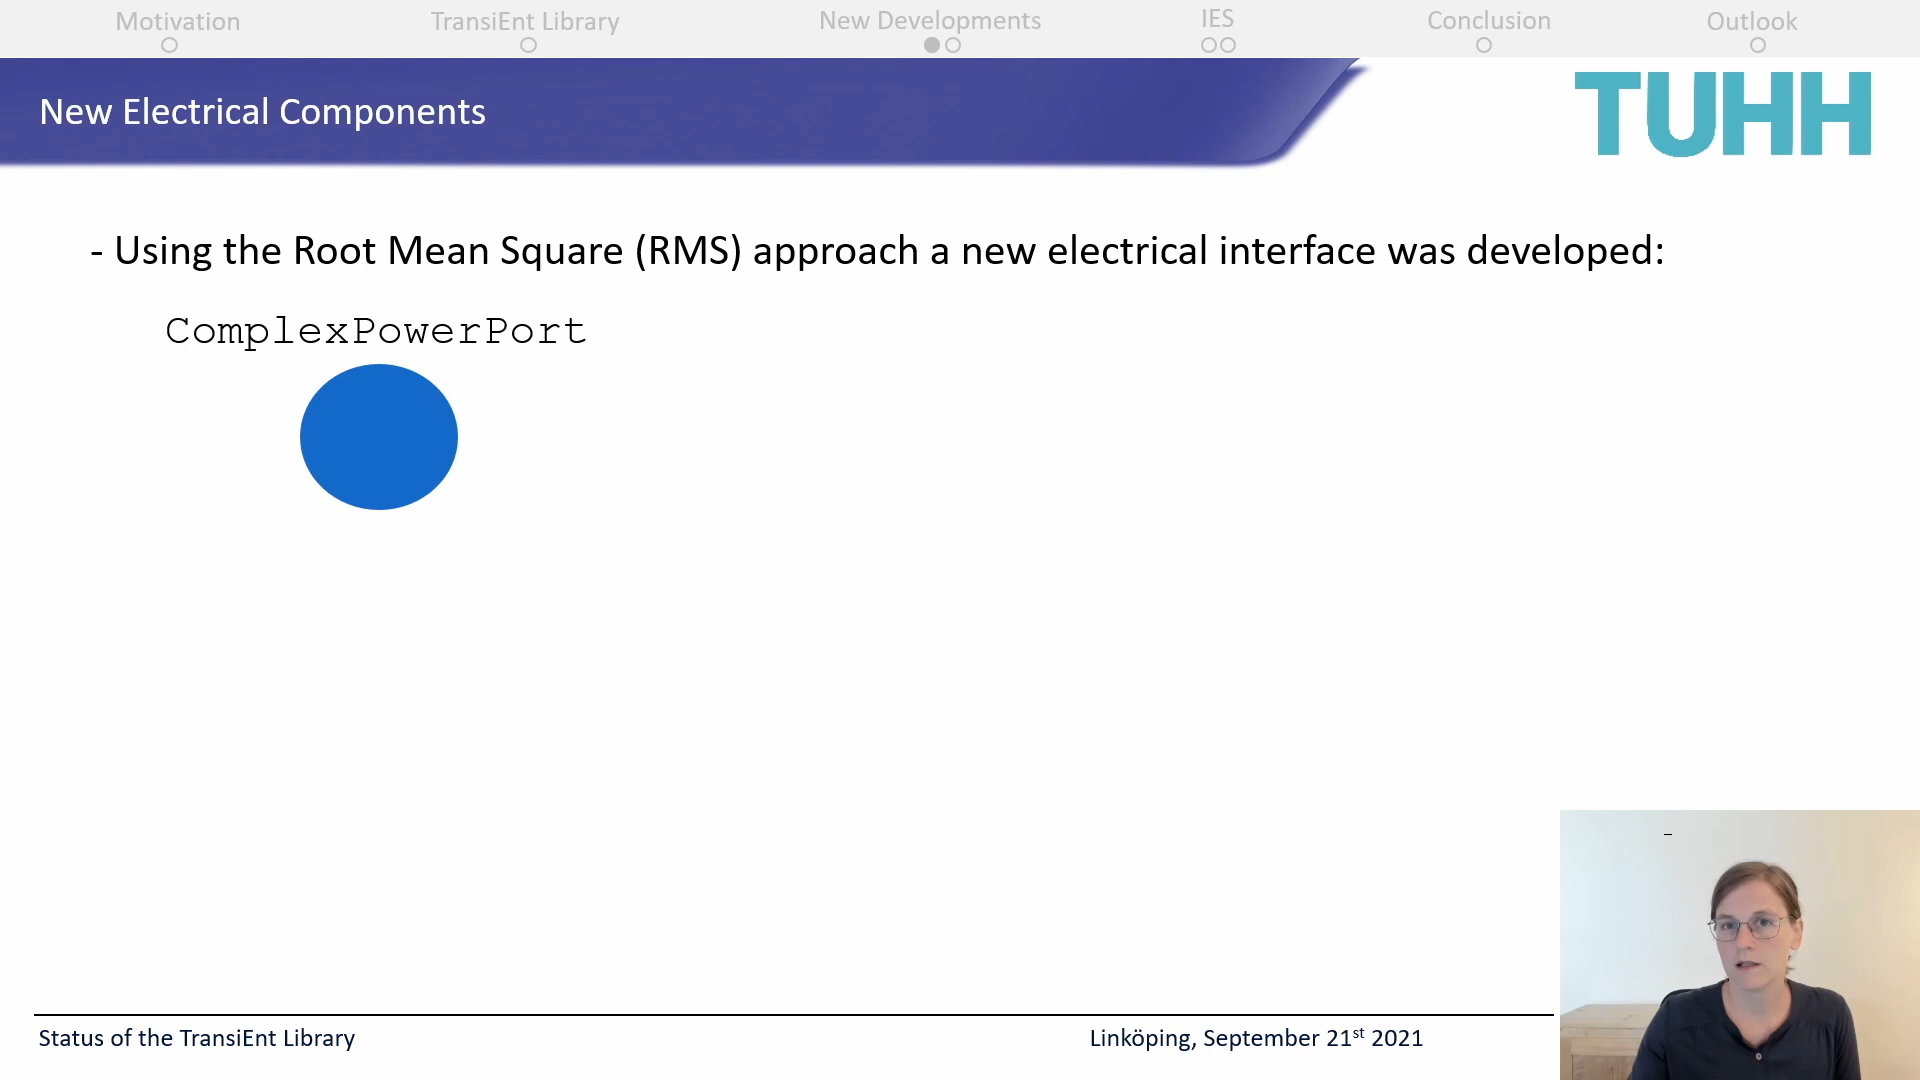 Motivation
TransiEnt Library
New Developments
IES
Conclusion
Outlook
New Electrical Components
TUHH
- Using the Root Mean Square (RMS) approach a new electrical interface was developed:
ComplexPowerPort
Status of the TransiEnt Library
Linköping, September 21st 2021